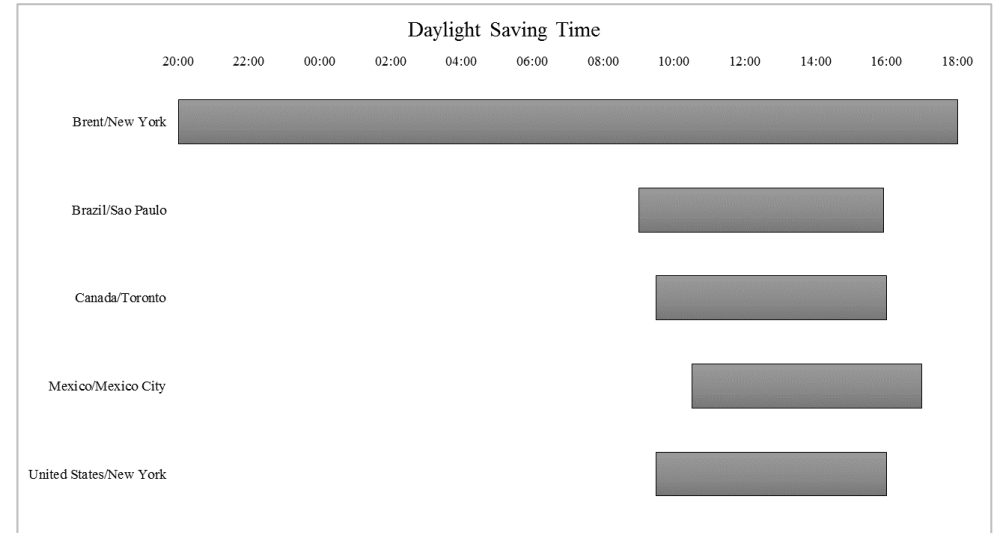 Daylight Saving Time
20:00 22:00 00:00 02:00 04:00 06:00 08:00 10:00 12:00 14:00 16:00 18:00
Brent/New York
Brazil/Sao Paulo
Canada/Toronto
Mexico/Mexico City
United States/New York